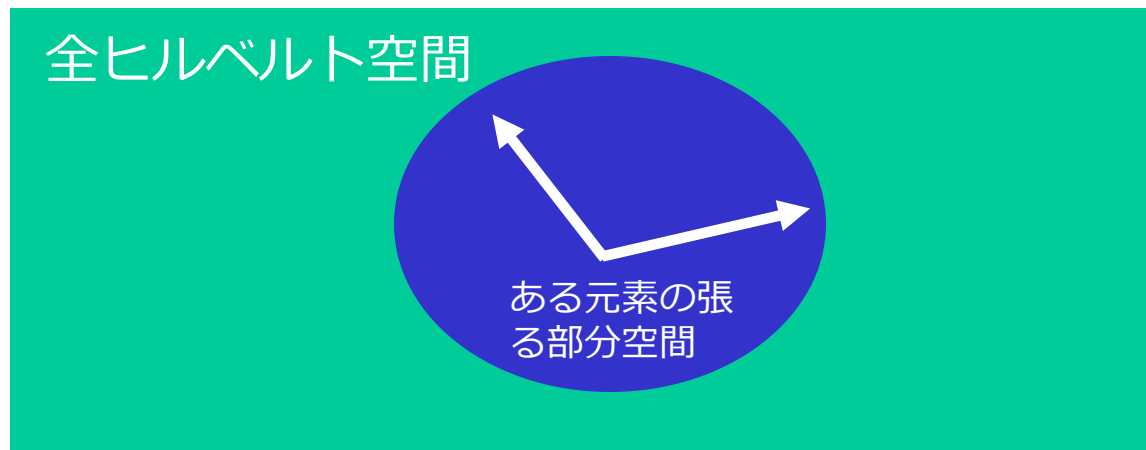 全ヒルベルト空間
ある元素の張
る部分空間